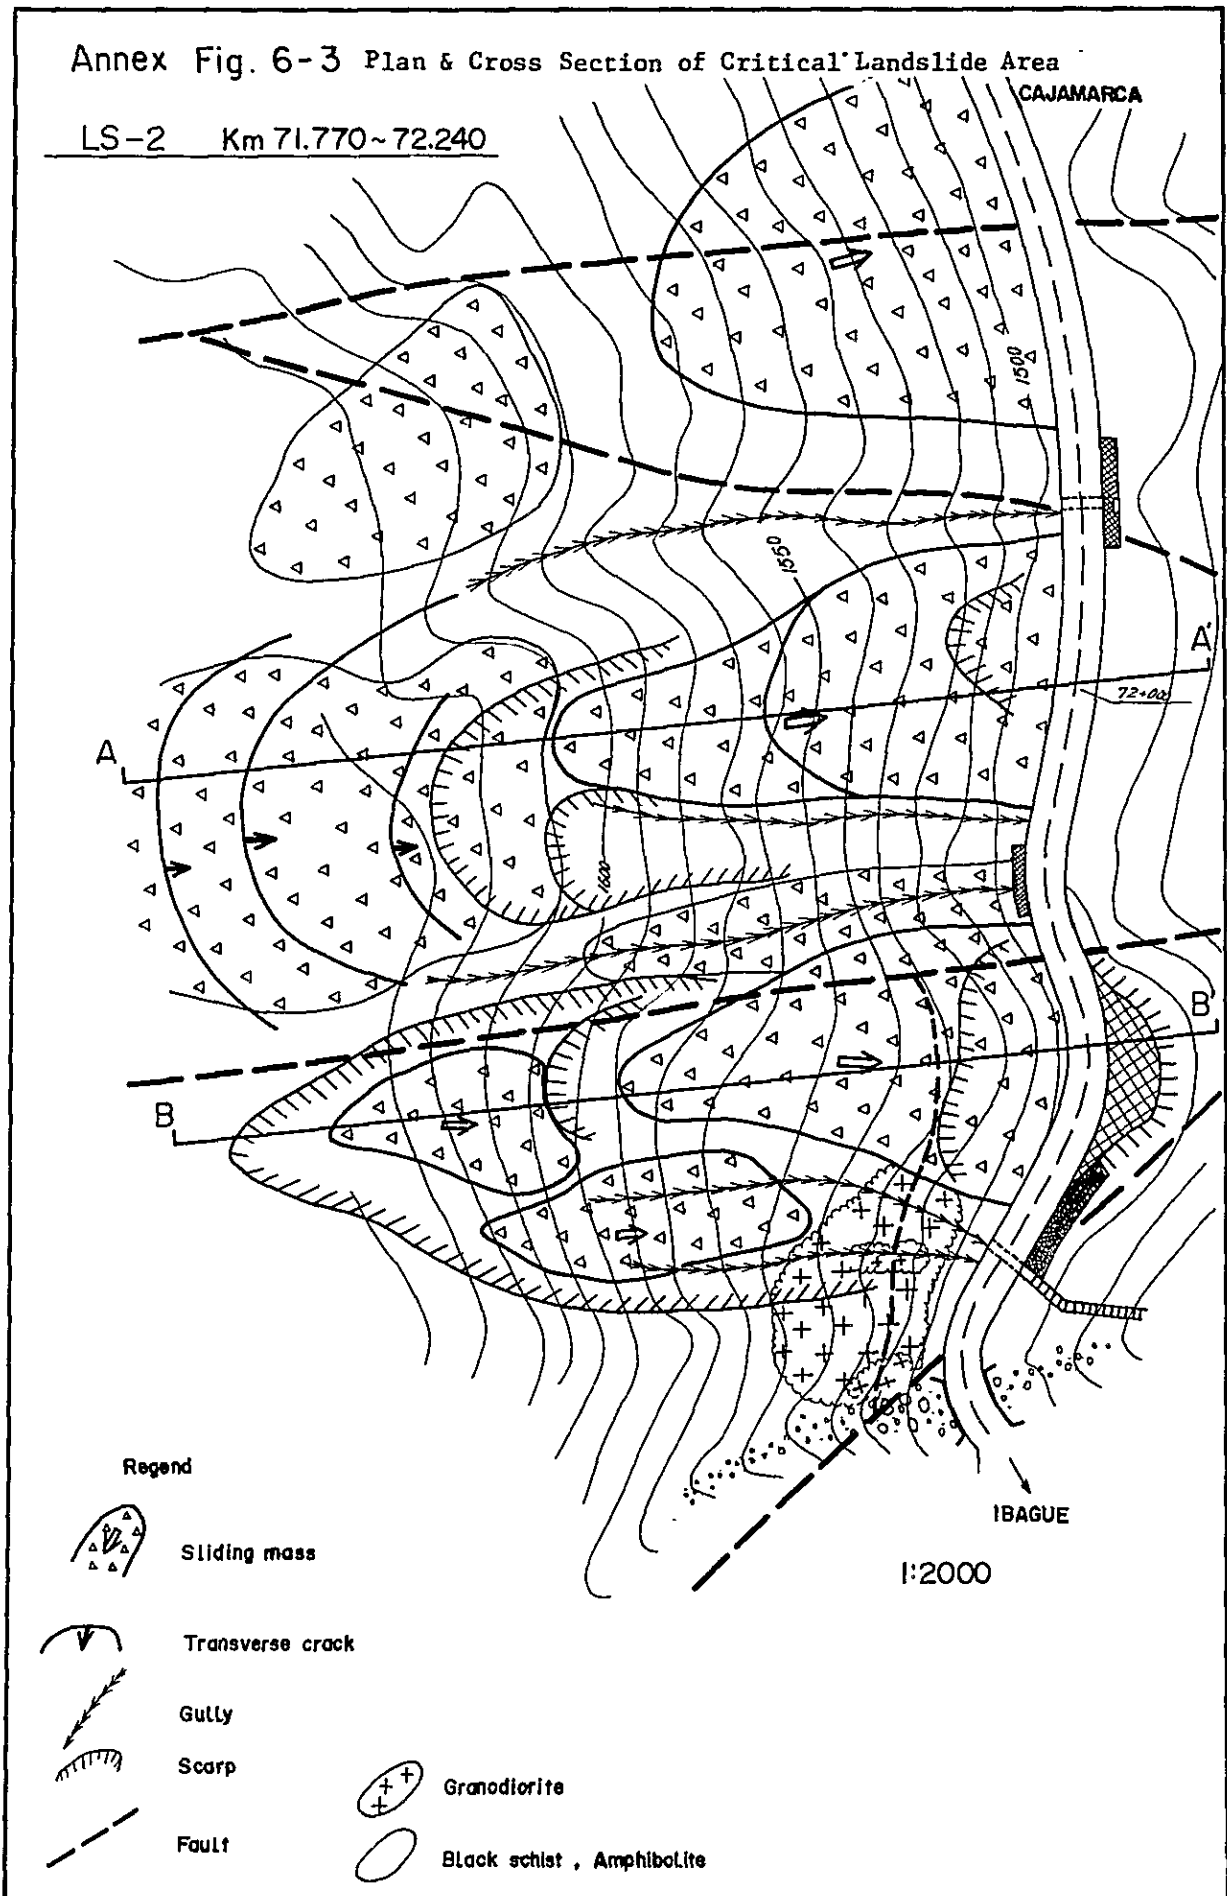 Annex Fig. 6-3 Plan & Cross Section of Critical Landslide Area
CAJAMARCA
LS-2 Km 71.770~72.240
1500
1550
A'
72+00
A
1600
B
B
Regend
IBAGUE
Sliding mass
1:2000
Transverse crack
Gully
Scarp
Granodiorite
Fault
Black schist, Amphibolite